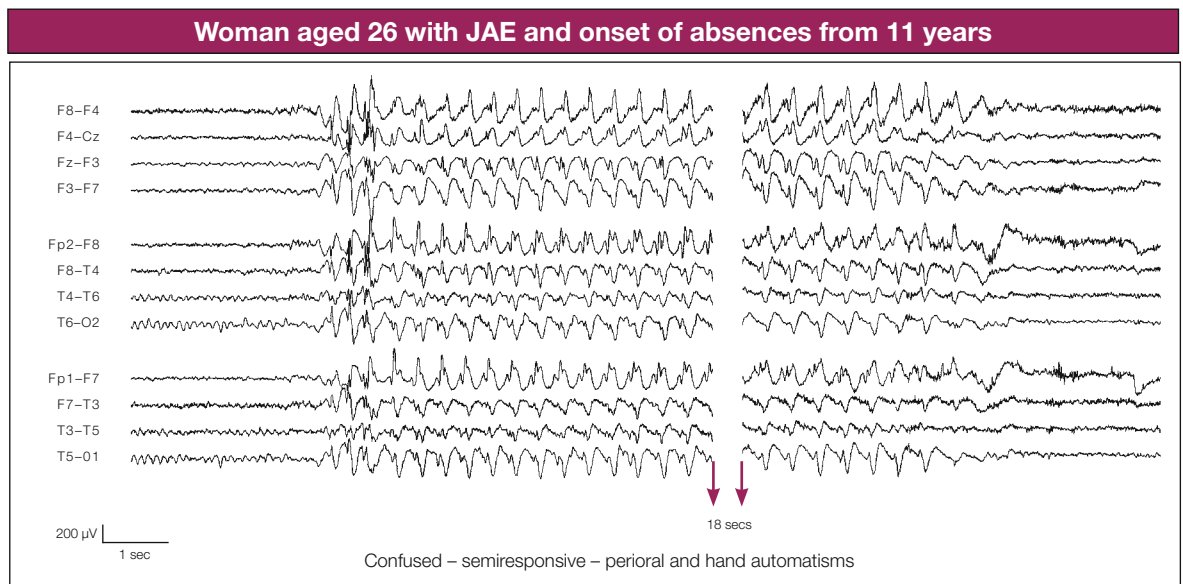 Woman aged 26 with JAE and onset of absences from 11 years
F8–F4
F4–Cz
Fz–F3
F3–F7
Fp2–F8
F8–T4
T4–T6
T6–O2
Fp1–F7
F7–T3
T3–T5
T5–01
18 secs
200 µV
1 sec
Confused – semiresponsive – perioral and hand automatisms